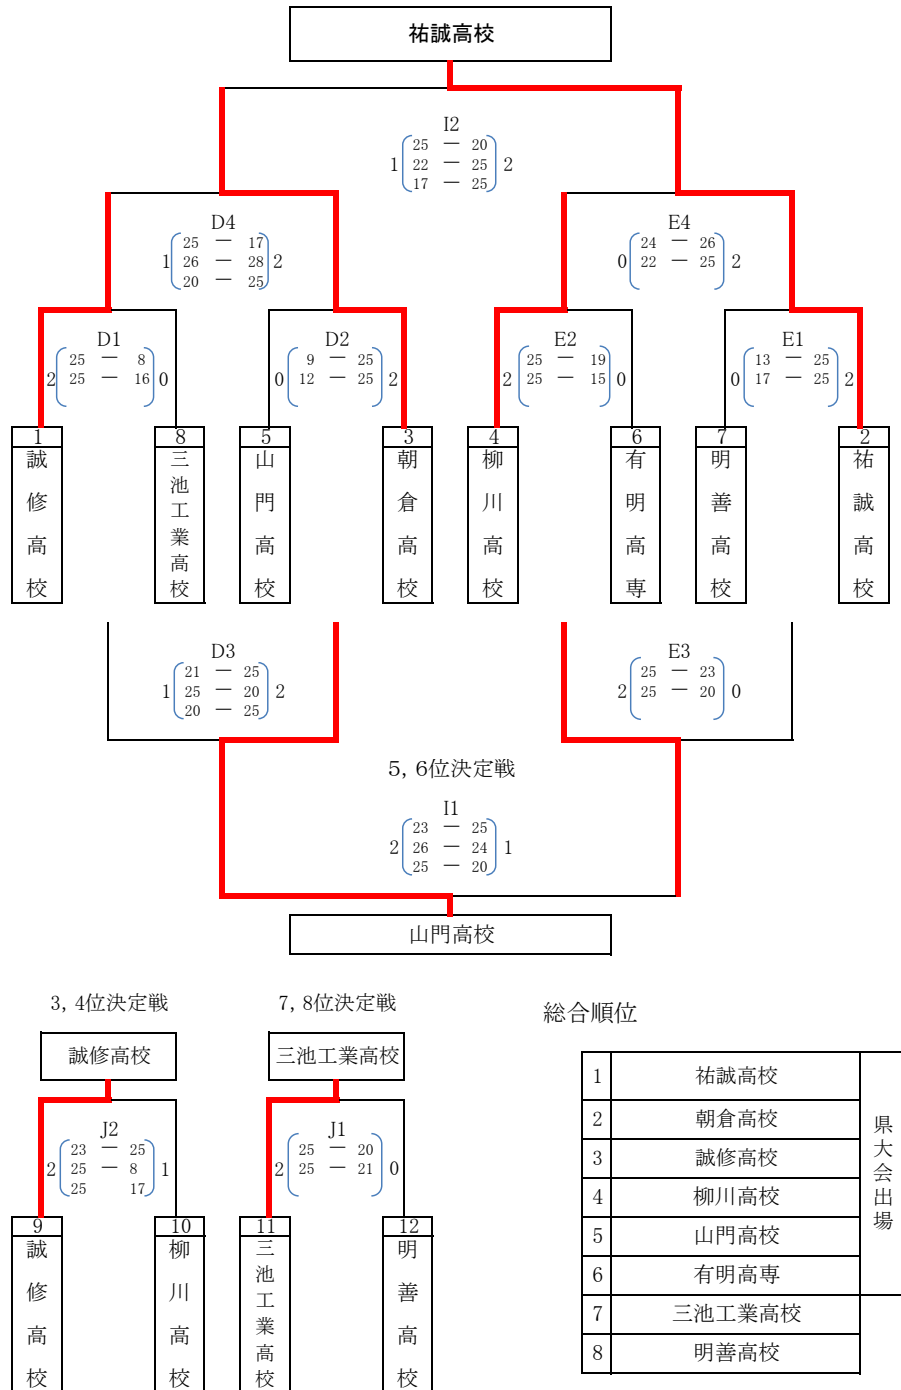 祐誠高校
I2
25 ー 20
1 22 ー 25 2
17 ー 25
D4
25 ー 17
1 26 ー 28 2
20 ー 25
E4
24 ー 26
0 22 ー 25 2
D1
25 ー 8
2 25 ー 16 0
D2
9 ー 25
0 12 ー 25 2
E2
25 ー 19
2 25 ー 15 0
E1
13 ー 25
0 17 ー 25 2
1 8 5 3 4 6 7 2
誠修高校
三池工業高校
山門高校
朝倉高校
柳川高校
有明高専
明善高校
祐誠高校
D3
21 ー 25
1 25 ー 20 2
20 ー 25
E3
25 ー 23
2 25 ー 20 0
5, 6位決定戦
I1
23 ー 25
2 26 ー 24 1
25 ー 20
山門高校
3, 4位決定戦
誠修高校
J2
23 ー 25
2 25 ー 8 1
25 17
9 10
誠修高校
柳川高校
7, 8位決定戦
三池工業高校
J1
25 ー 20
2 25 ー 21 0
11 12
三池工業高校
明善高校
総合順位
1 祐誠高校
2 朝倉高校
3 誠修高校
4 柳川高校
5 山門高校
6 有明高専
7 三池工業高校
8 明善高校
県大会出場